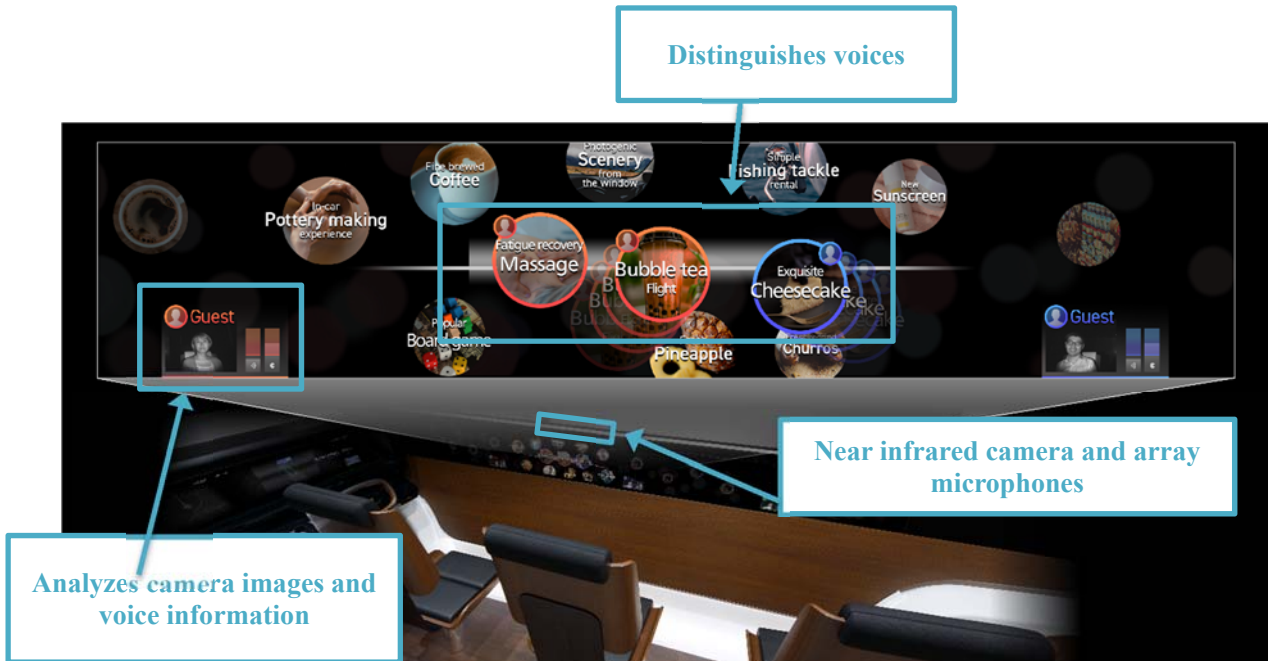 Distinguishes voices
Fine brewed
Coffee
Photogenic
Scenery
from
the window
Simple
Fishing tackle
rental
New
Sunscreen
In-car
Pottery making
experience
Fatigue recovery
Massage
Bubble tea
Flight
Exquisite
Cheesecake
Guest
Popular
Board game
Pineapple
Churros
Guest
Near infrared camera and array
microphones
Analyzes camera images and
voice information